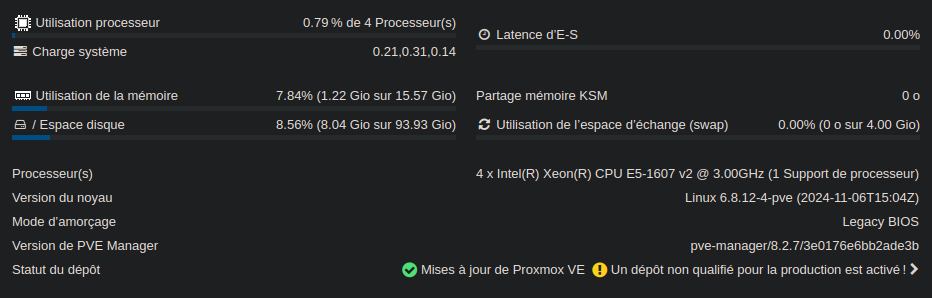 Utilisation processeur 0.79 % de 4 Processeur(s)
Latence d'E-S 0.00%
Charge système 0.21,0.31,0.14
Utilisation de la mémoire 7.84% (1.22 Gio sur 15.57 Gio)
Partage mémoire KSM 0 o
/ Espace disque 8.56% (8.04 Gio sur 93.93 Gio)
Utilisation de l'espace d'échange (swap) 0.00% (0 o sur 4.00 Gio)
Processeur(s) 4 x Intel(R) Xeon(R) CPU E5-1607 v2 @ 3.00GHz (1 Support de processeur)
Version du noyau Linux 6.8.12-4-pve (2024-11-06T15:04Z)
Mode d'amorçage Legacy BIOS
Version de PVE Manager pve-manager/8.2.7/3e0176e6bb2ade3b
Statut du dépôt Mises à jour de Proxmox VE Un dépôt non qualifié pour la production est activé !